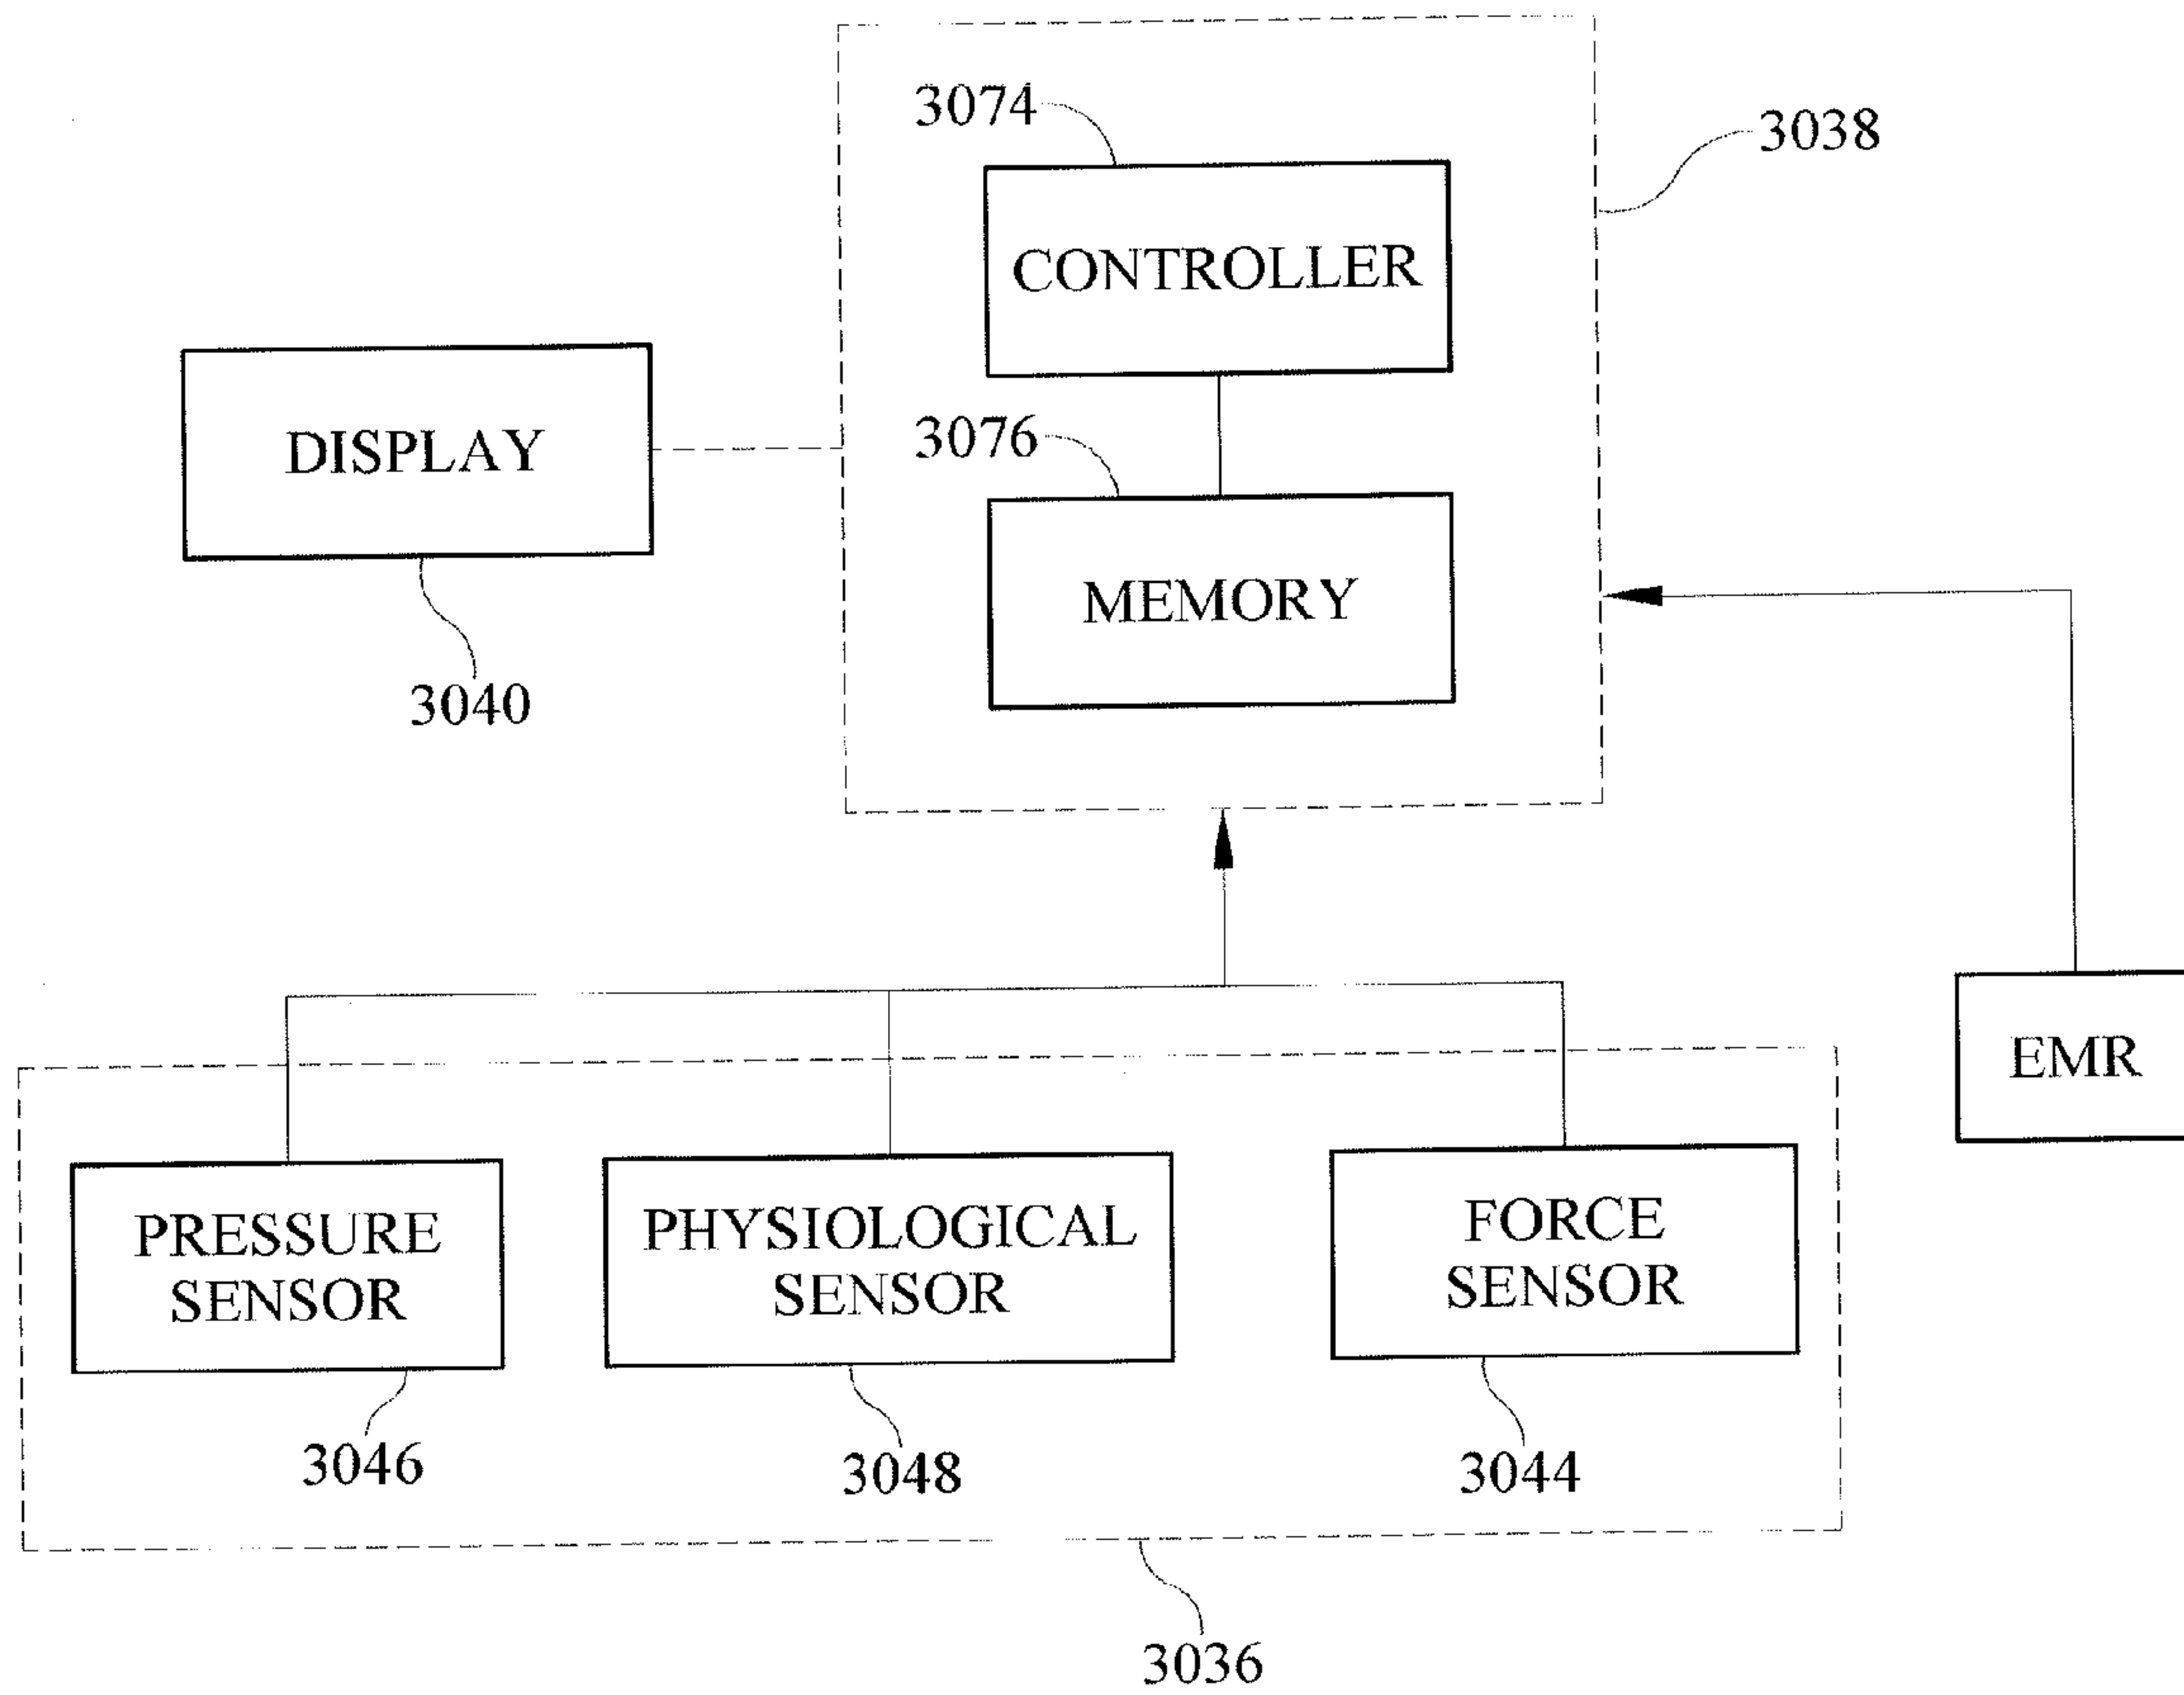 3074
3038
CONTROLLER
DISPLAY
3076
MEMORY
3040
EMR
PRESSURE
SENSOR
PHYSIOLOGICAL
SENSOR
FORCE
SENSOR
3046
3048
3044
3036